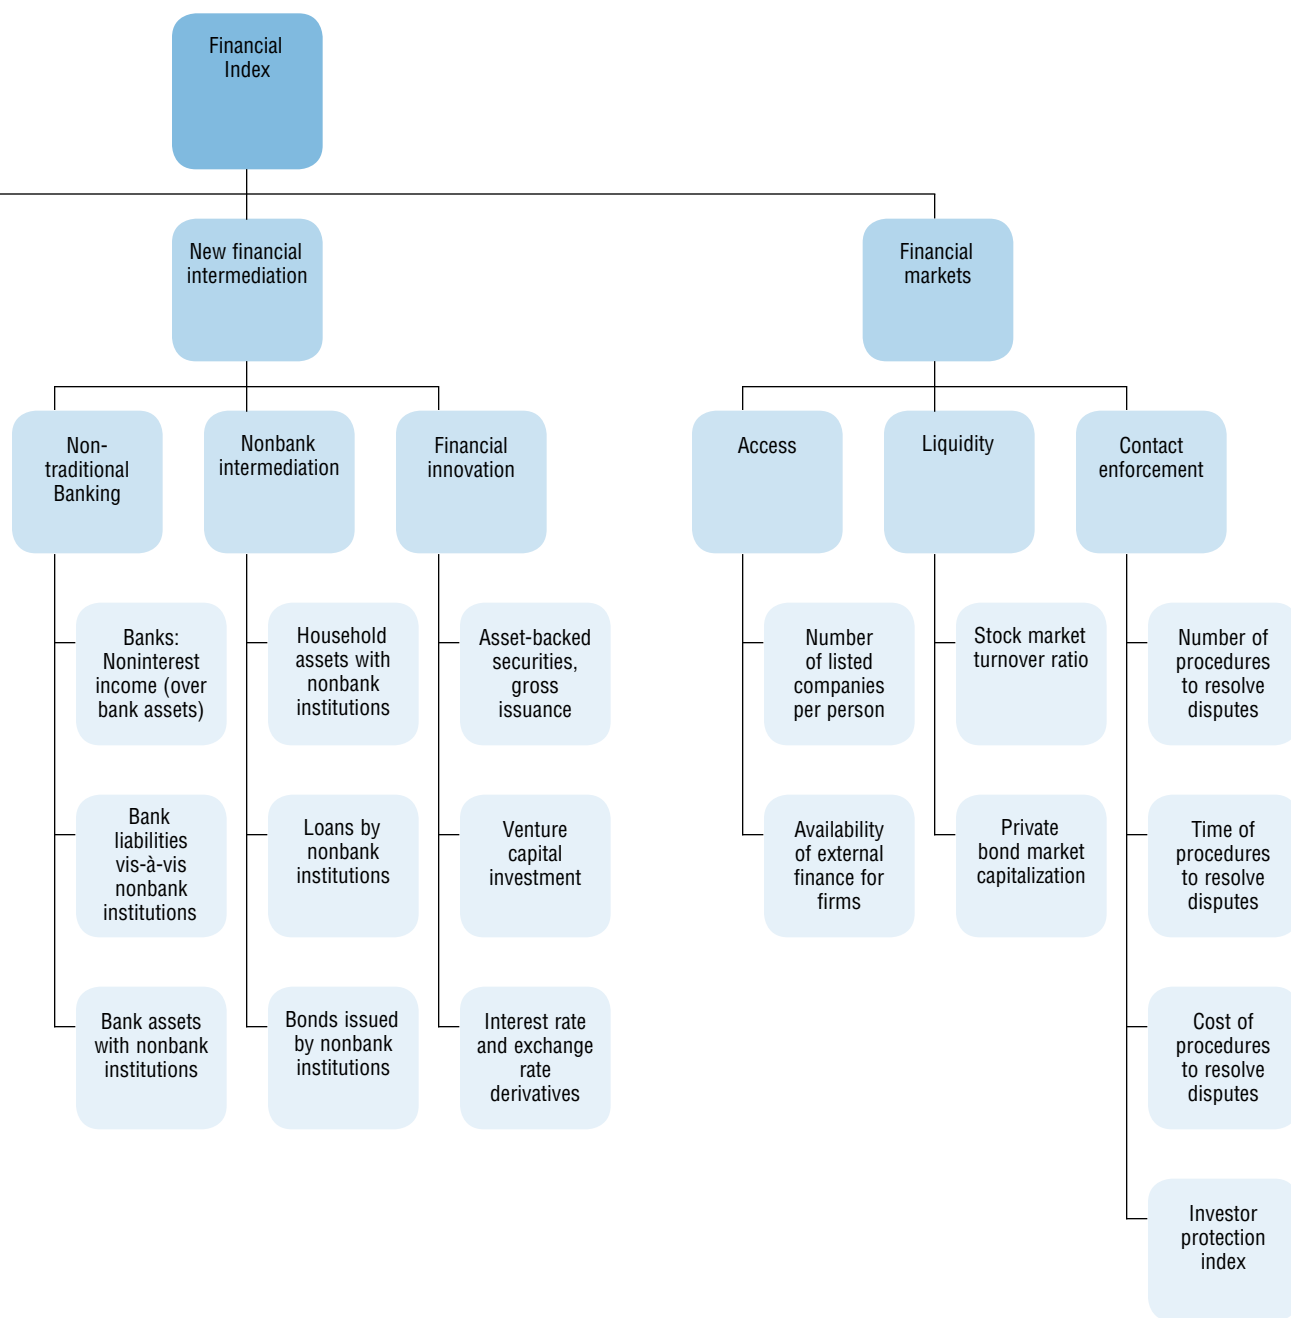 Financial
Index
New financial
intermediation
Financial
markets
Non-
traditional
Banking
Nonbank
intermediation
Financial
innovation
Access
Liquidity
Contact
enforcement
Banks:
Noninterest
income (over
bank assets)
Household
assets with
nonbank
institutions
Asset-backed
securities,
gross
issuance
Number
of listed
companies
per person
Stock market
turnover ratio
Number of
procedures
to resolve
disputes
Bank
liabilities
vis-à-vis
nonbank
institutions
Loans by
nonbank
institutions
Venture
capital
investment
Availability
of external
finance for
firms
Private
bond market
capitalization
Time of
procedures
to resolve
disputes
Bank assets
with nonbank
institutions
Bonds issued
by nonbank
institutions
Interest rate
and exchange
rate
derivatives
Cost of
procedures
to resolve
disputes
Investor
protection
index